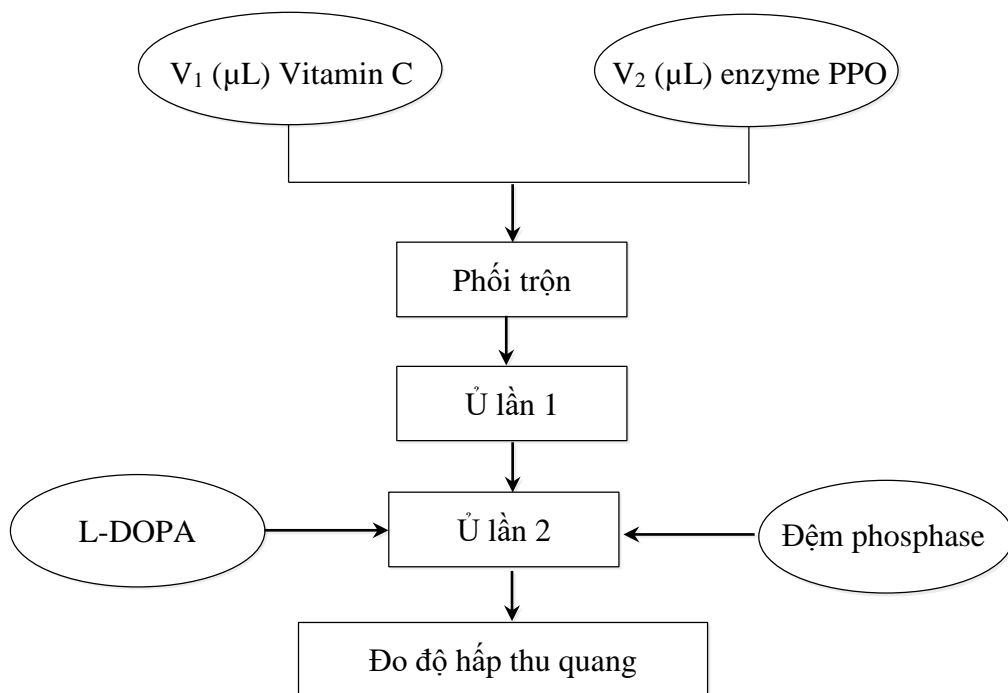 V₁ (µL) Vitamin C
V₂ (µL) enzyme PPO
Phối trộn
Ủ lần 1
L-DOPA
Ủ lần 2
Đệm phosphase
Đo độ hấp thu quang